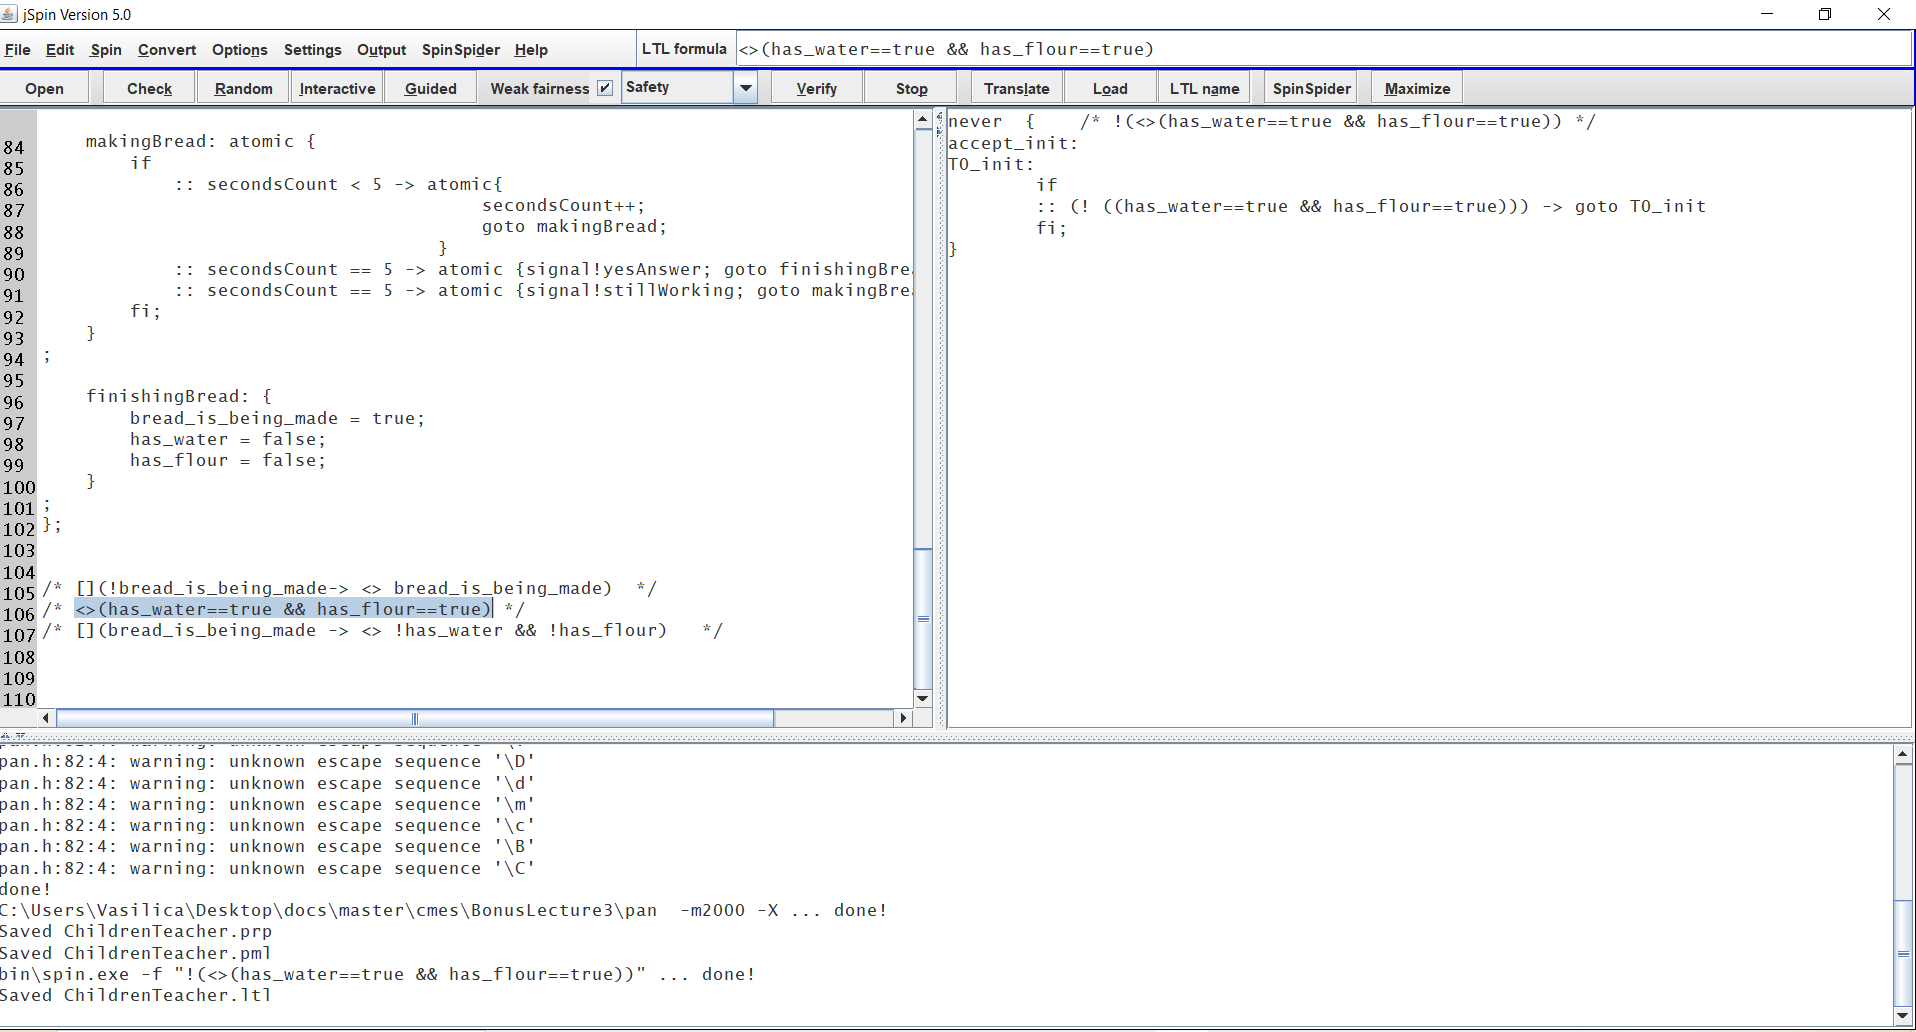 jSpin Version 5.0
File Edit Spin Convert Options Settings Output SpinSpider Help LTL formula <>(has_water==true && has_flour==true)
Open Check Random Interactive Guided Weak fairness Safety Verify Stop Translate Load LTL name SpinSpider Maximize
84 makingBread: atomic {
85 if
86 :: secondsCount < 5 -> atomic{
87 secondsCount++;
88 goto makingBread;
89 }
90 :: secondsCount == 5 -> atomic {signal!yesAnswer; goto finishingBre
91 :: secondsCount == 5 -> atomic {signal!stillWorking; goto makingBre
92 fi;
93 }
94 ;
95
96 finishingBread: {
97 bread_is_being_made = true;
98 has_water = false;
99 has_flour = false;
100 }
101 ;
102 };
103
104
105 /* [](!bread_is_being_made-> <> bread_is_being_made) */
106 /* <>(has_water==true && has_flour==true) */
107 /* [](bread_is_being_made -> <> !has_water && !has_flour) */
108
109
110
never { /* !(<>(has_water==true && has_flour==true)) */
accept_init:
T0_init:
if
:: (! ((has_water==true && has_flour==true))) -> goto T0_init
fi;
}
pan.h:82:4: warning: unknown escape sequence '\D'
pan.h:82:4: warning: unknown escape sequence '\d'
pan.h:82:4: warning: unknown escape sequence '\m'
pan.h:82:4: warning: unknown escape sequence '\c'
pan.h:82:4: warning: unknown escape sequence '\B'
pan.h:82:4: warning: unknown escape sequence '\C'
done!
C:\Users\Vasilica\Desktop\docs\master\cmes\BonusLecture3\pan -m2000 -X ... done!
Saved ChildrenTeacher.prp
Saved ChildrenTeacher.pml
bin\spin.exe -f "!(<>(has_water==true && has_flour==true))" ... done!
Saved ChildrenTeacher.ltl